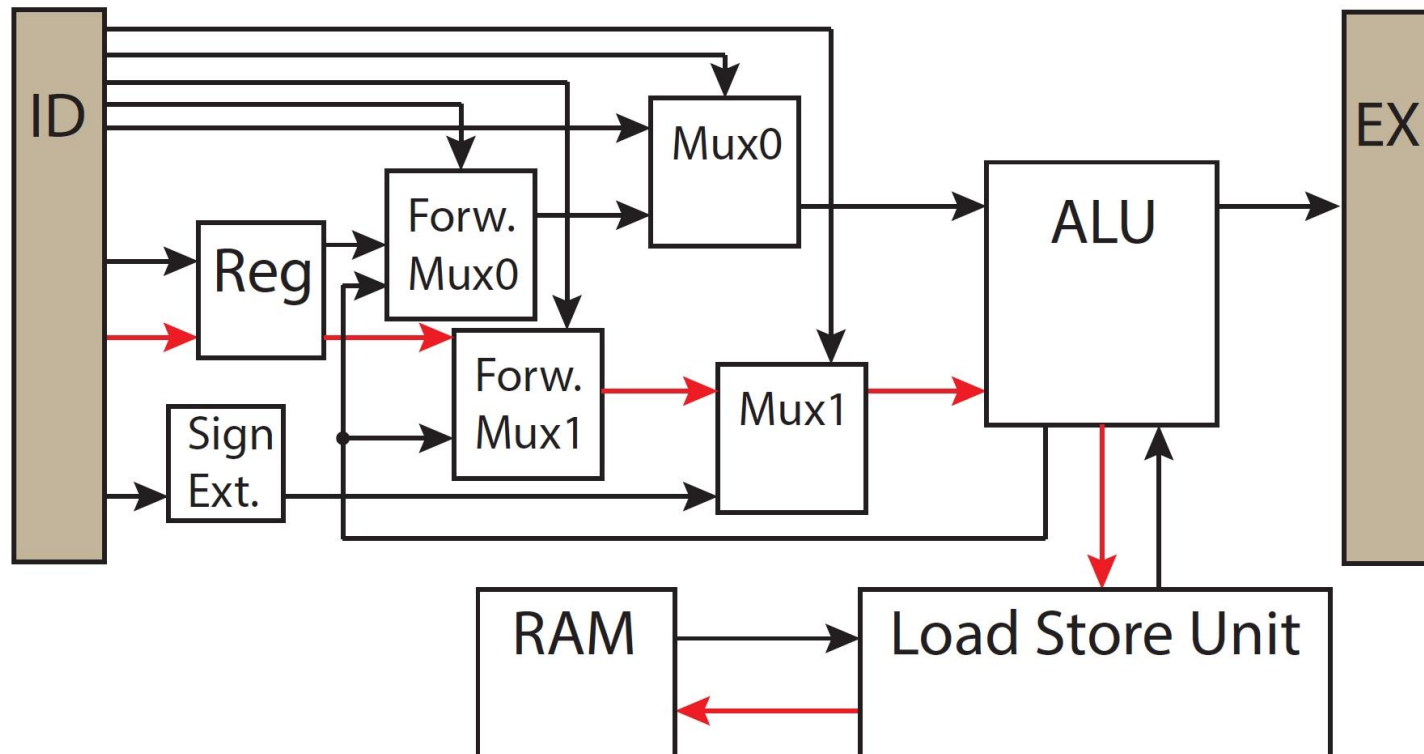 ID
Mux0
EX
Forw.
Mux0
ALU
Reg
Forw.
Mux1
Mux1
Sign
Ext.
RAM
Load Store Unit